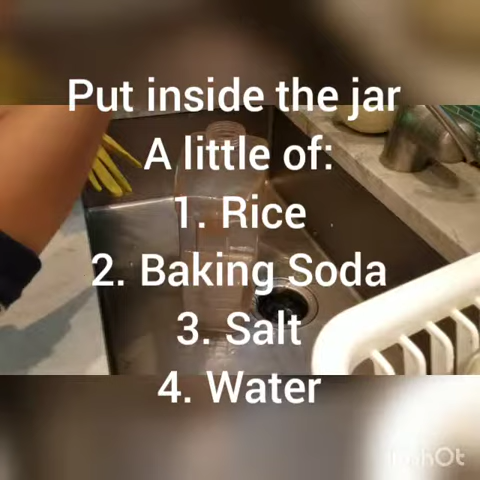 Put inside the jar
A little of:
1. Rice
2. Baking Soda
3. Salt
4. Water